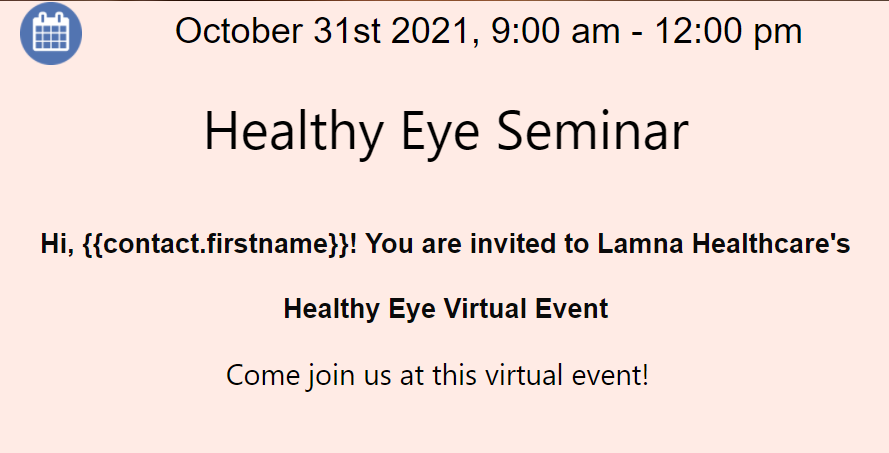 October 31st 2021, 9:00 am - 12:00 pm
Healthy Eye Seminar
Hi, {{contact.firstname}}! You are invited to Lamna Healthcare's
Healthy Eye Virtual Event
Come join us at this virtual event!